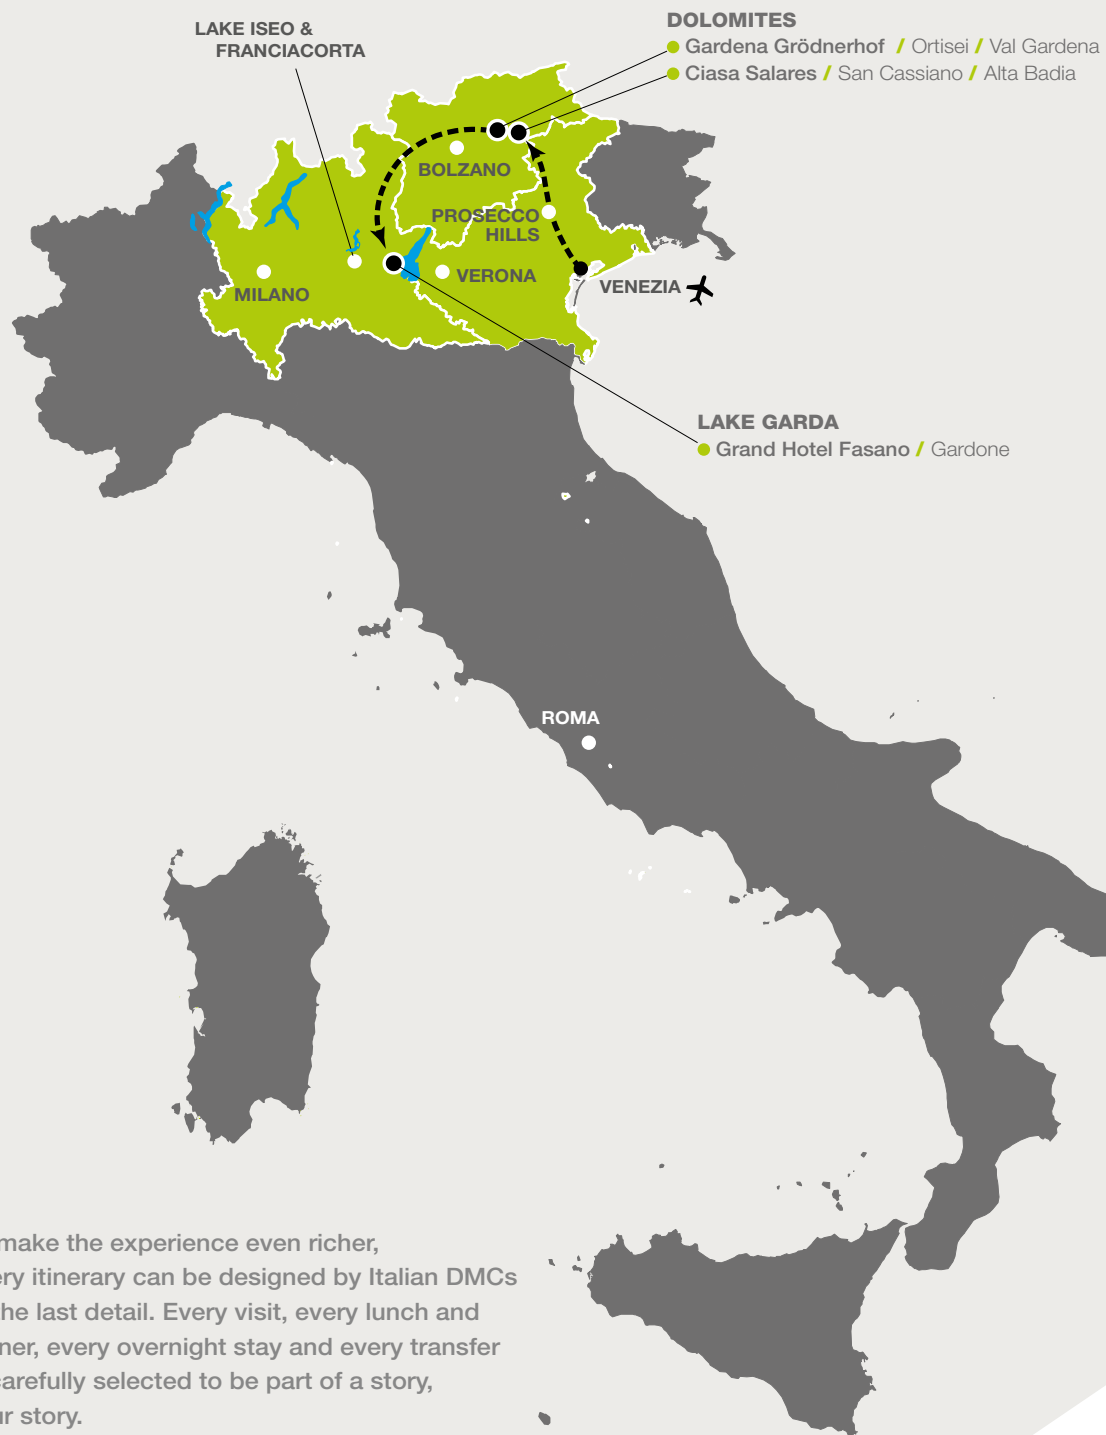 LAKE ISEO &
FRANCIACORTA
DOLOMITES
Gardena Grödnerhof / Ortisei / Val Gardena
Ciasa Salares / San Cassiano / Alta Badia
BOLZANO
PROSECCO
HILLS
VERONA
VENEZIA
MILANO
LAKE GARDA
Grand Hotel Fasano / Gardone
ROMA
make the experience even richer,
ery itinerary can be designed by Italian DMCs
the last detail. Every visit, every lunch and
ner, every overnight stay and every transfer
carefully selected to be part of a story,
ur story.